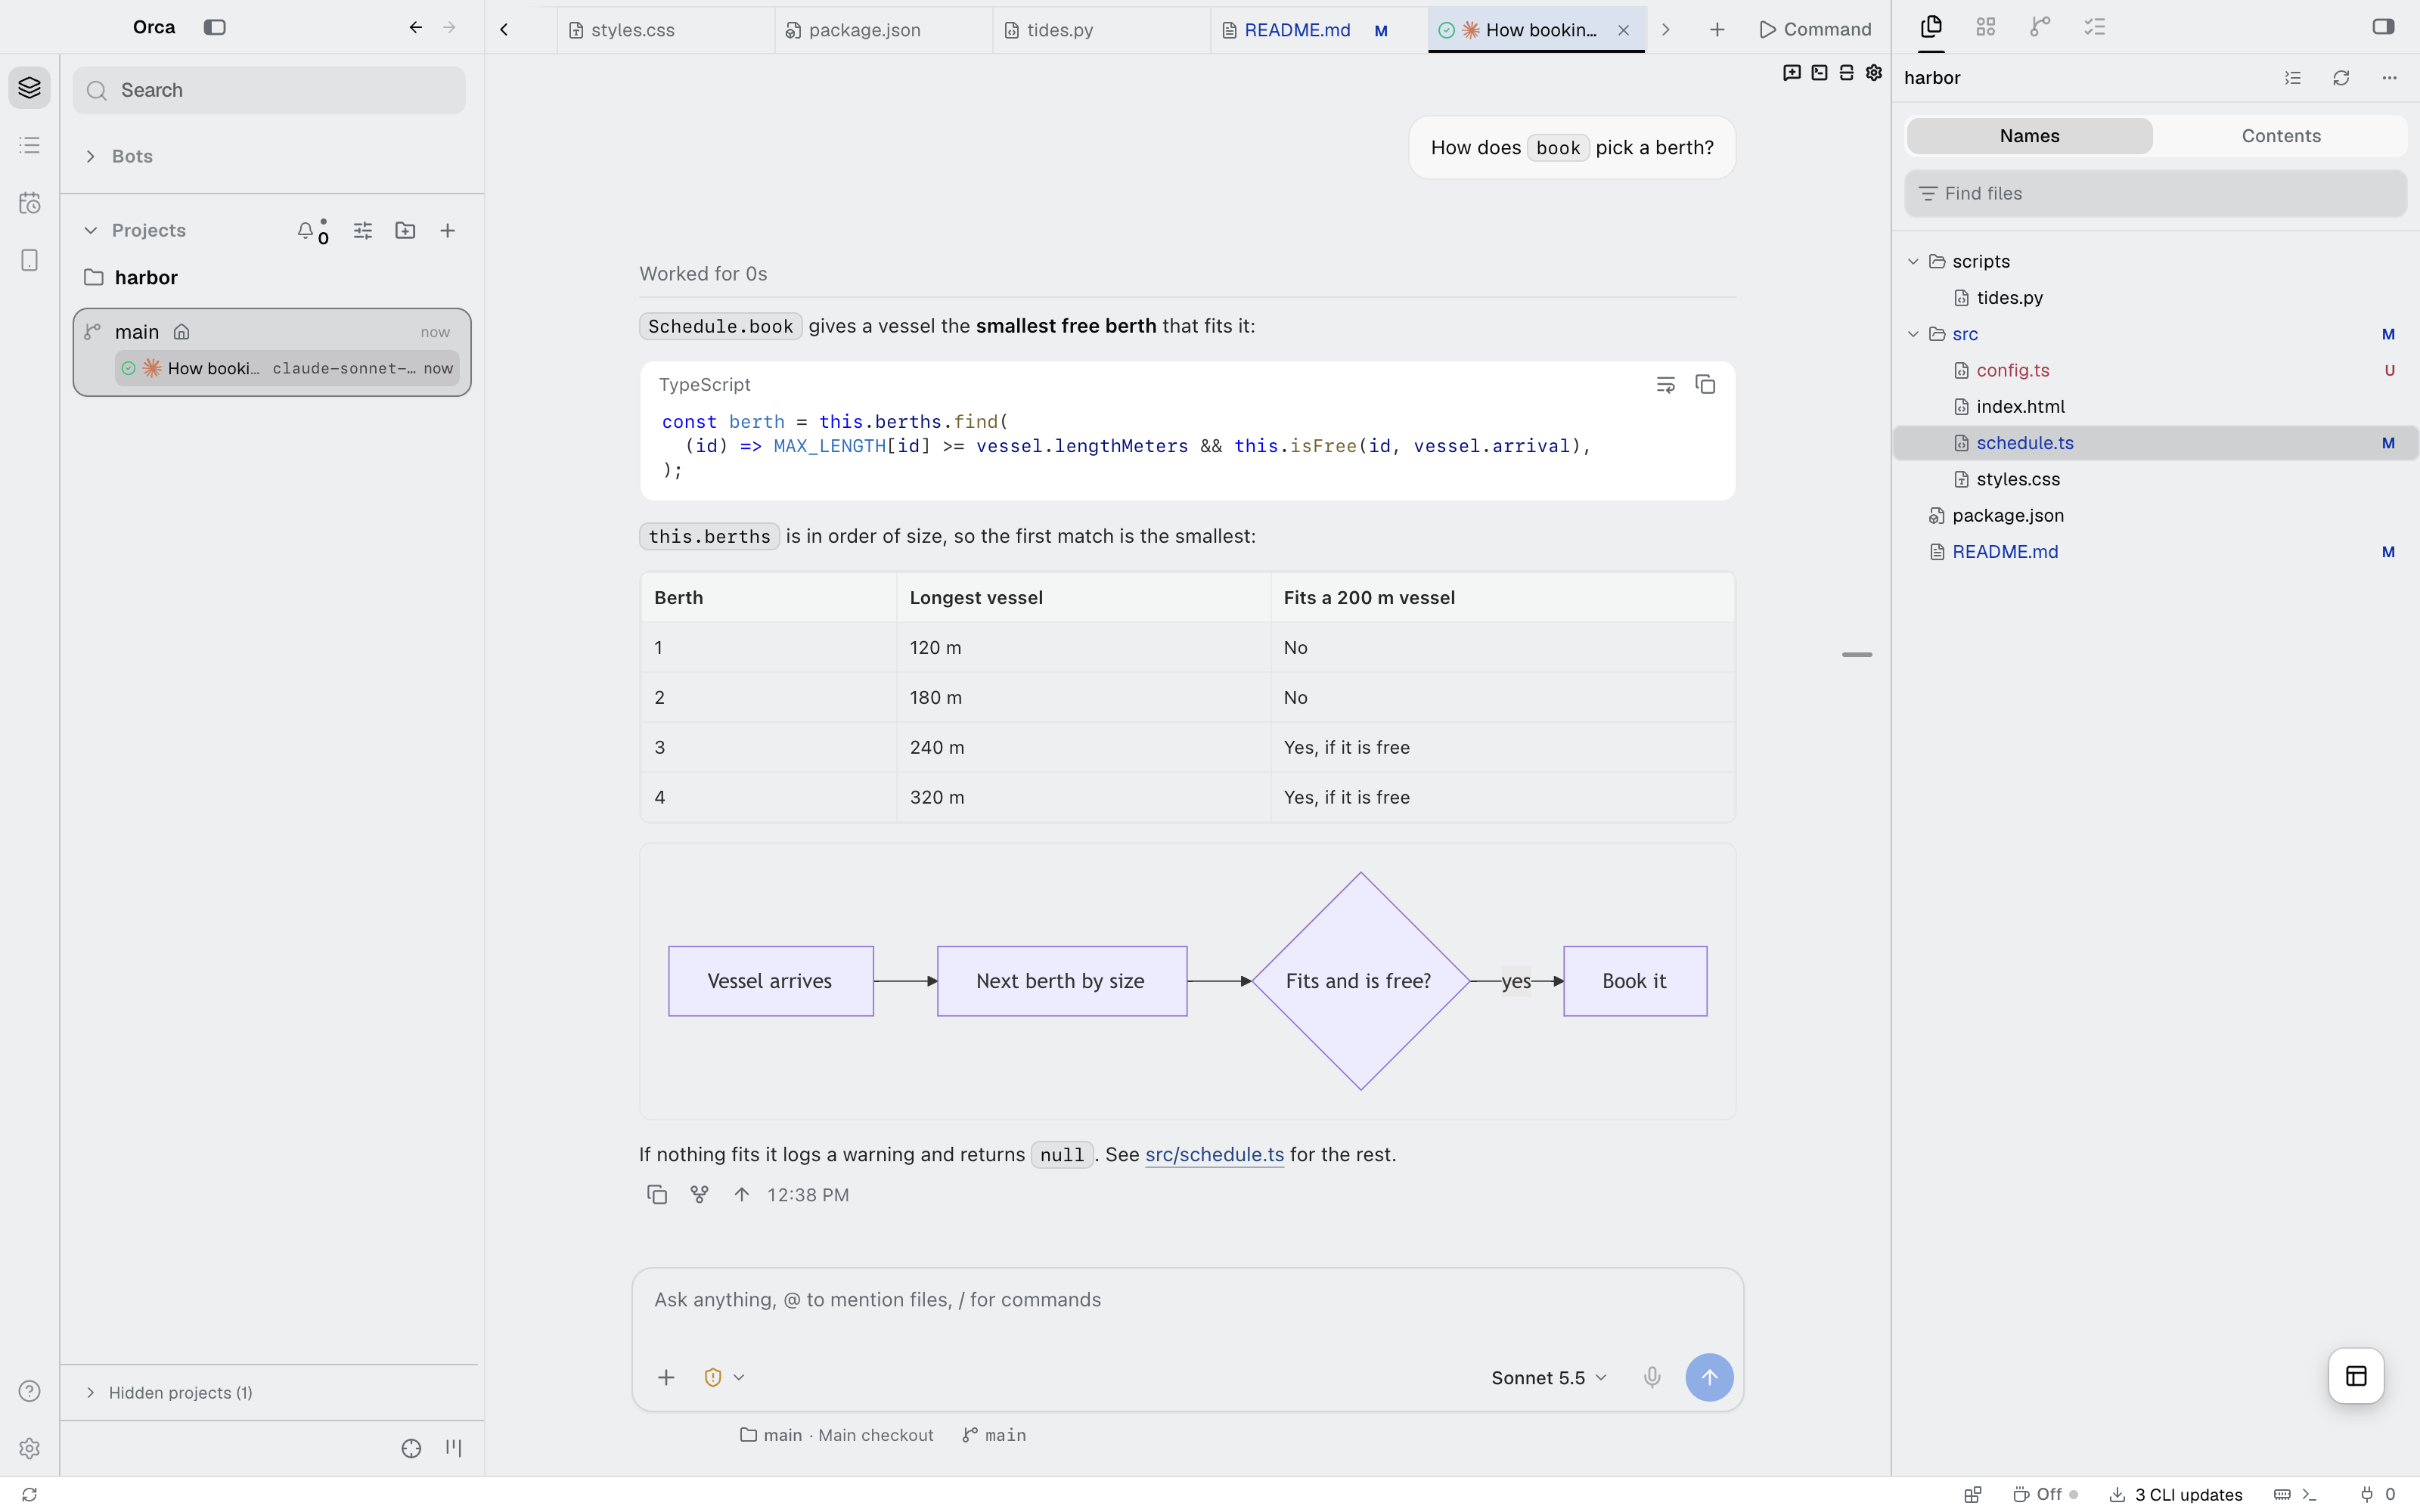 Orca
styles.css
package.json
tides.py
README.md M
How bookin...
Command
Search
Bots
Projects
0
harbor
main now
How booki... claude-sonnet-... now
Hidden projects (1)
How does book pick a berth?
Worked for 0s
Schedule.book gives a vessel the smallest free berth that fits it:
TypeScript
const berth = this.berths.find(
(id) => MAX_LENGTH[id] >= vessel.lengthMeters && this.isFree(id, vessel.arrival),
);
this.berths is in order of size, so the first match is the smallest:
Berth Longest vessel Fits a 200 m vessel
1 120 m No
2 180 m No
3 240 m Yes, if it is free
4 320 m Yes, if it is free
Vessel arrives
Next berth by size
Fits and is free?
yes
Book it
If nothing fits it logs a warning and returns null. See src/schedule.ts for the rest.
12:38 PM
Ask anything, @ to mention files, / for commands
Sonnet 5.5
main · Main checkout main
harbor
Names Contents
Find files
scripts
tides.py
src M
config.ts U
index.html
schedule.ts M
styles.css
package.json
README.md M
Off
3 CLI updates
0